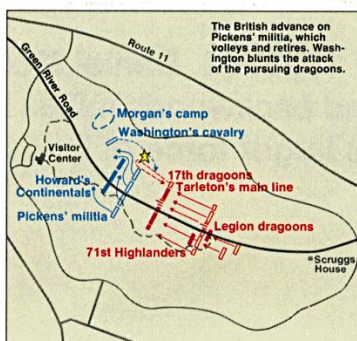 The British advance on
Pickens' militia, which
volleys and retires. Wash-
ington blunts the attack
of the pursuing dragoons.
Route 11
Green River Road
Morgan's camp
Washington's cavalry
Visitor
Center
17th dragoons
Tarleton's main line
Howard's
Continentals
Pickens' militia
Legion dragoons
71st Highlanders
Scruggs
House